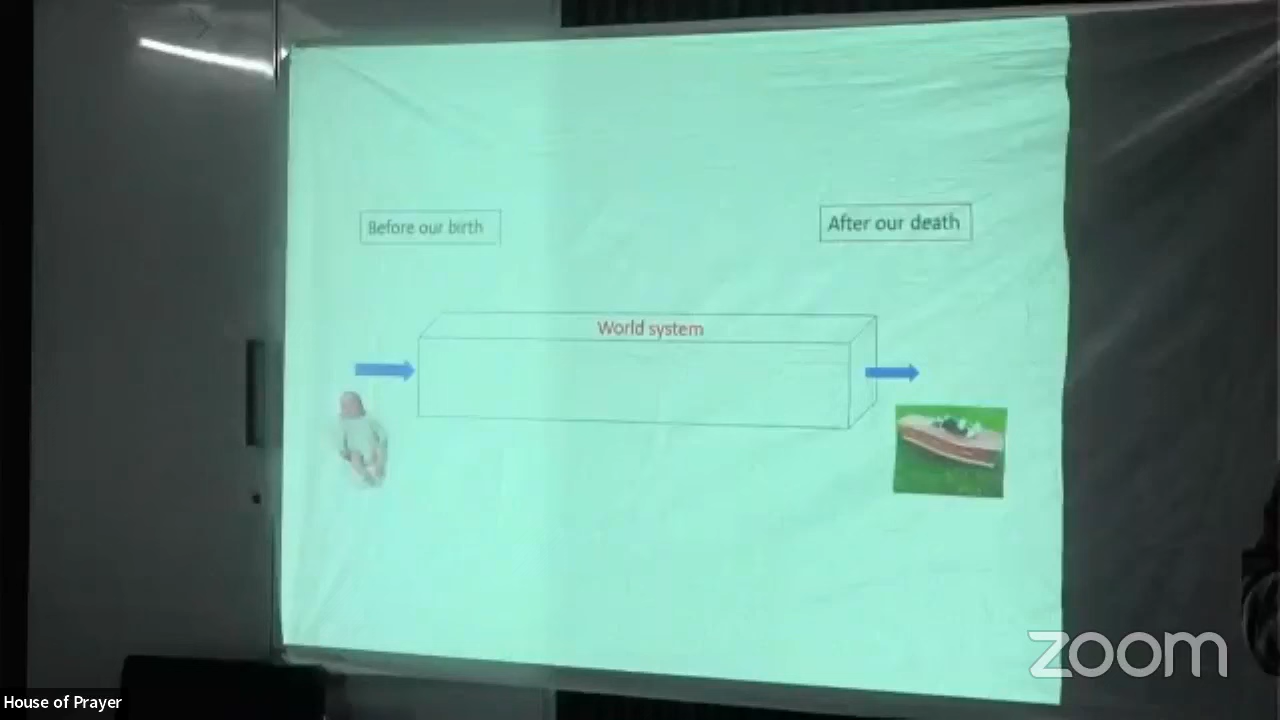 Before our birth
After our death
World system
zoom
House of Prayer